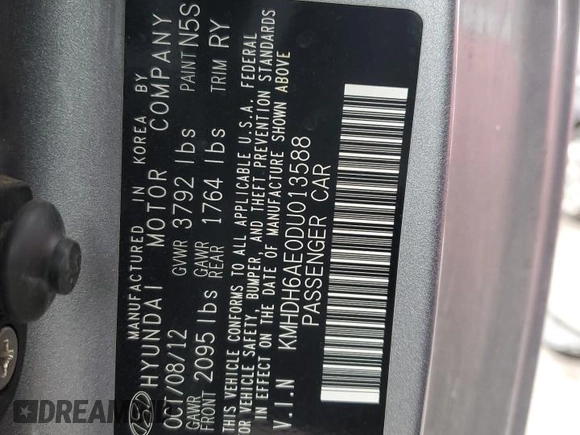 MANUFACTURED IN KOREA BY
HYUNDAI MOTOR COMPANY
OCT/08/12 GVWR 3792 lbs PAINT N5S
GAWR FRONT 2095 lbs GAWR REAR 1764 lbs TRIM RY
THIS VEHICLE CONFORMS TO ALL APPLICABLE U.S.A. FEDERAL
MOTOR VEHICLE SAFETY, BUMPER, AND THEFT PREVENTION STANDARDS
IN EFFECT ON THE DATE OF MANUFACTURE SHOWN ABOVE
V.I.N KMHDH6AE0DU013588
PASSENGER CAR